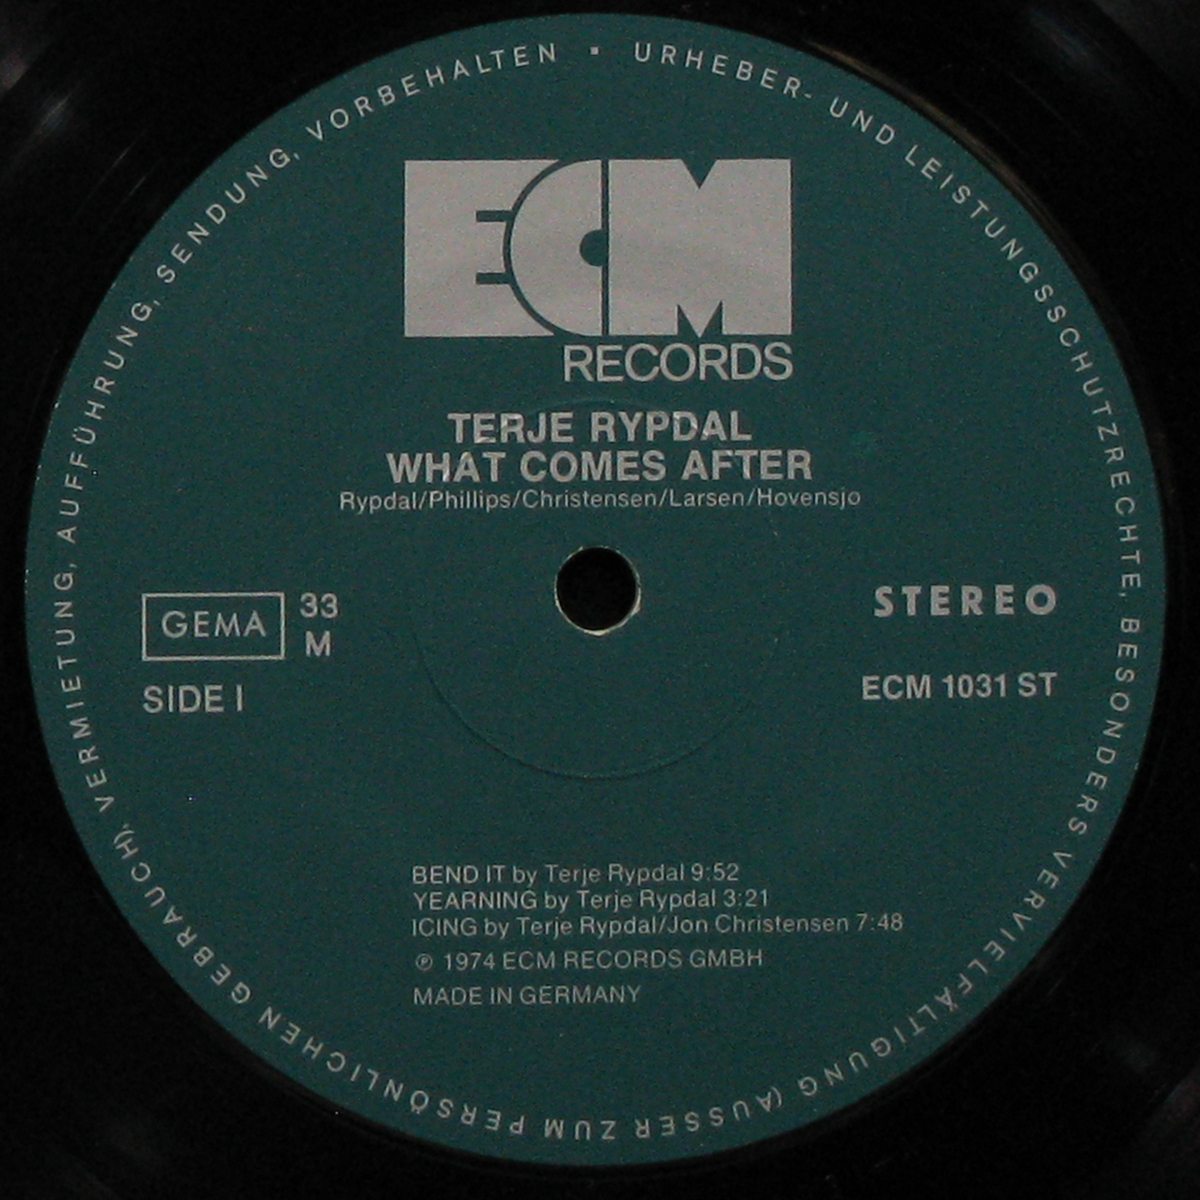 URHEBER- UND LEISTUNGSSCHUTZRECHTE, BESONDERS VERVIELFÄLTIGUNG (AUSSER ZUM PERSÖNLICHEN GEBRAUCH), VERMIETUNG, AUFFÜHRUNG, SENDUNG, VORBEHALTEN ▪
ECM
RECORDS
TERJE RYPDAL
WHAT COMES AFTER
Rypdal/Phillips/Christensen/Larsen/Hovensjø
GEMA 33
M
STEREO
SIDE I
ECM 1031 ST
BEND IT by Terje Rypdal 9:52
YEARNING by Terje Rypdal 3:21
ICING by Terje Rypdal/Jon Christensen 7:48
℗ 1974 ECM RECORDS GMBH
MADE IN GERMANY